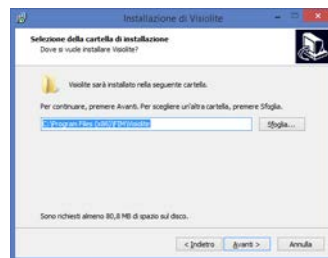 Installazione di Visiolite
Selezione della cartella di installazione
Dove si vuole installare Visiolite?
Visiolite sarà installato nella seguente cartella.
Per continuare, premere Avanti. Per scegliere un'altra cartella, premere Sfoglia.
C:\Program Files (x86)\FIM\Visiolite
Sfoglia...
Sono richiesti almeno 80,8 MB di spazio sul disco.
< Indietro Avanti > Annulla